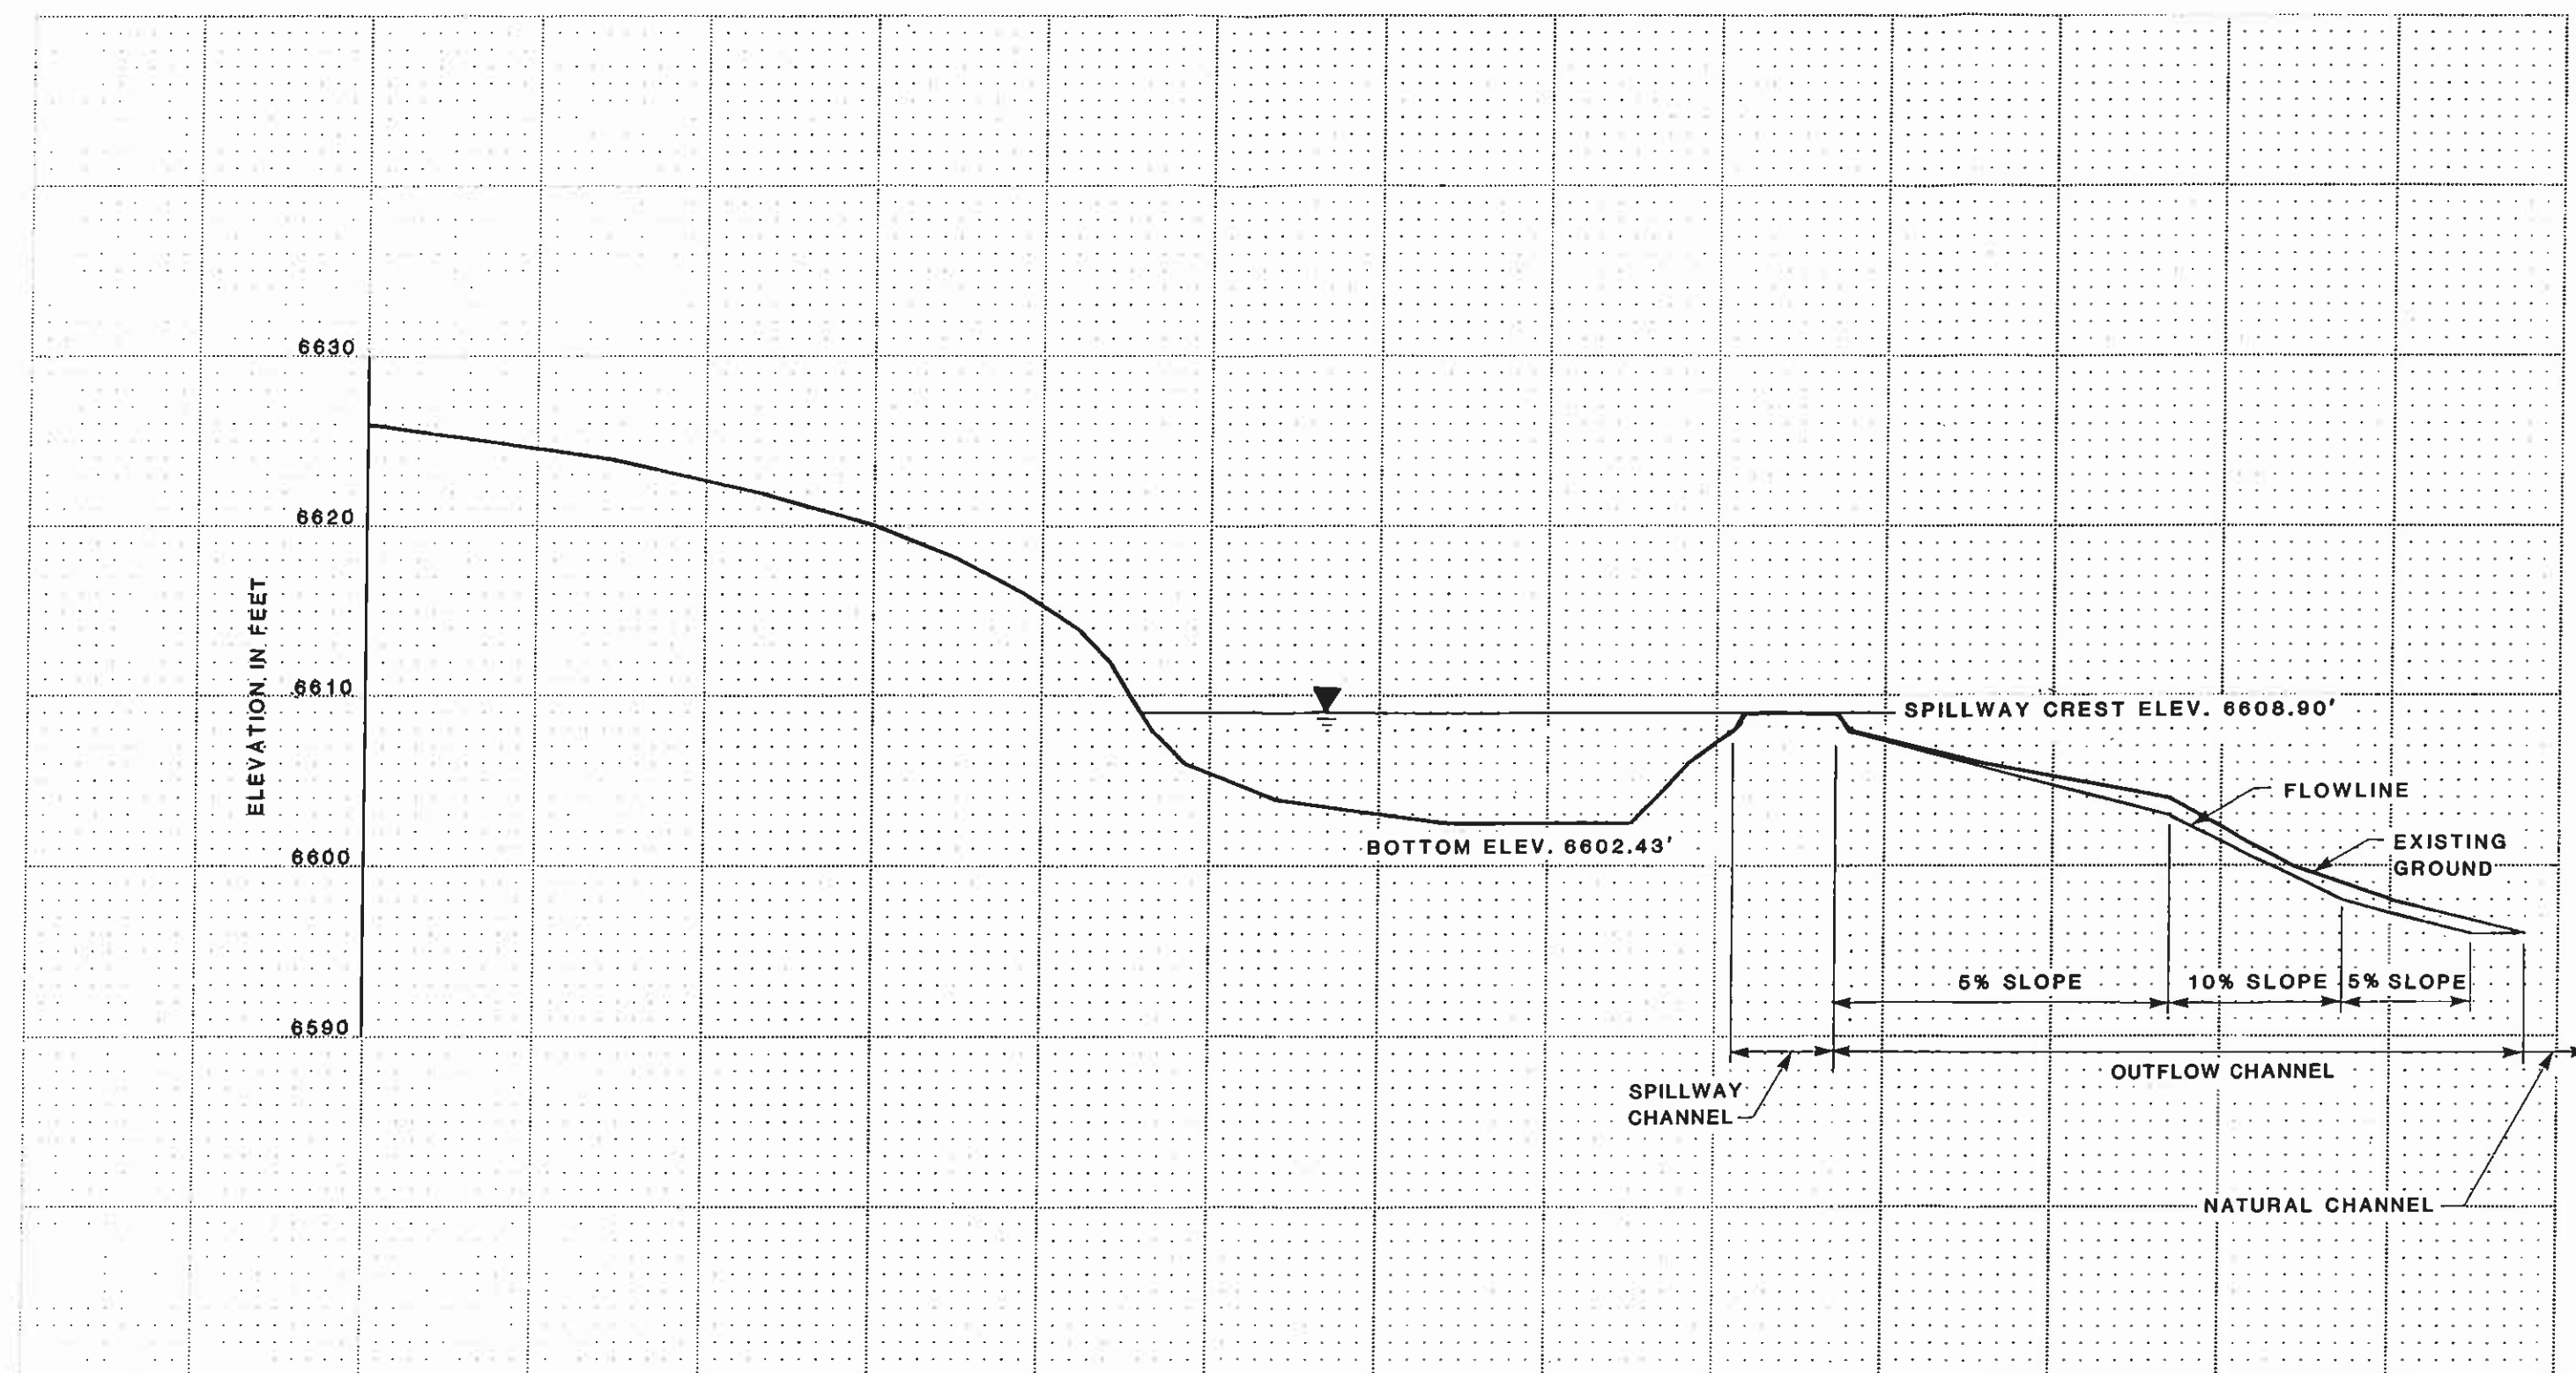 6630
6620
ELEVATION IN FEET
6610
SPILLWAY CREST ELEV. 6608.90'
FLOWLINE
EXISTING
GROUND
BOTTOM ELEV. 6602.43'
6600
5% SLOPE
10% SLOPE
5% SLOPE
6590
OUTFLOW CHANNEL
SPILLWAY
CHANNEL
NATURAL CHANNEL